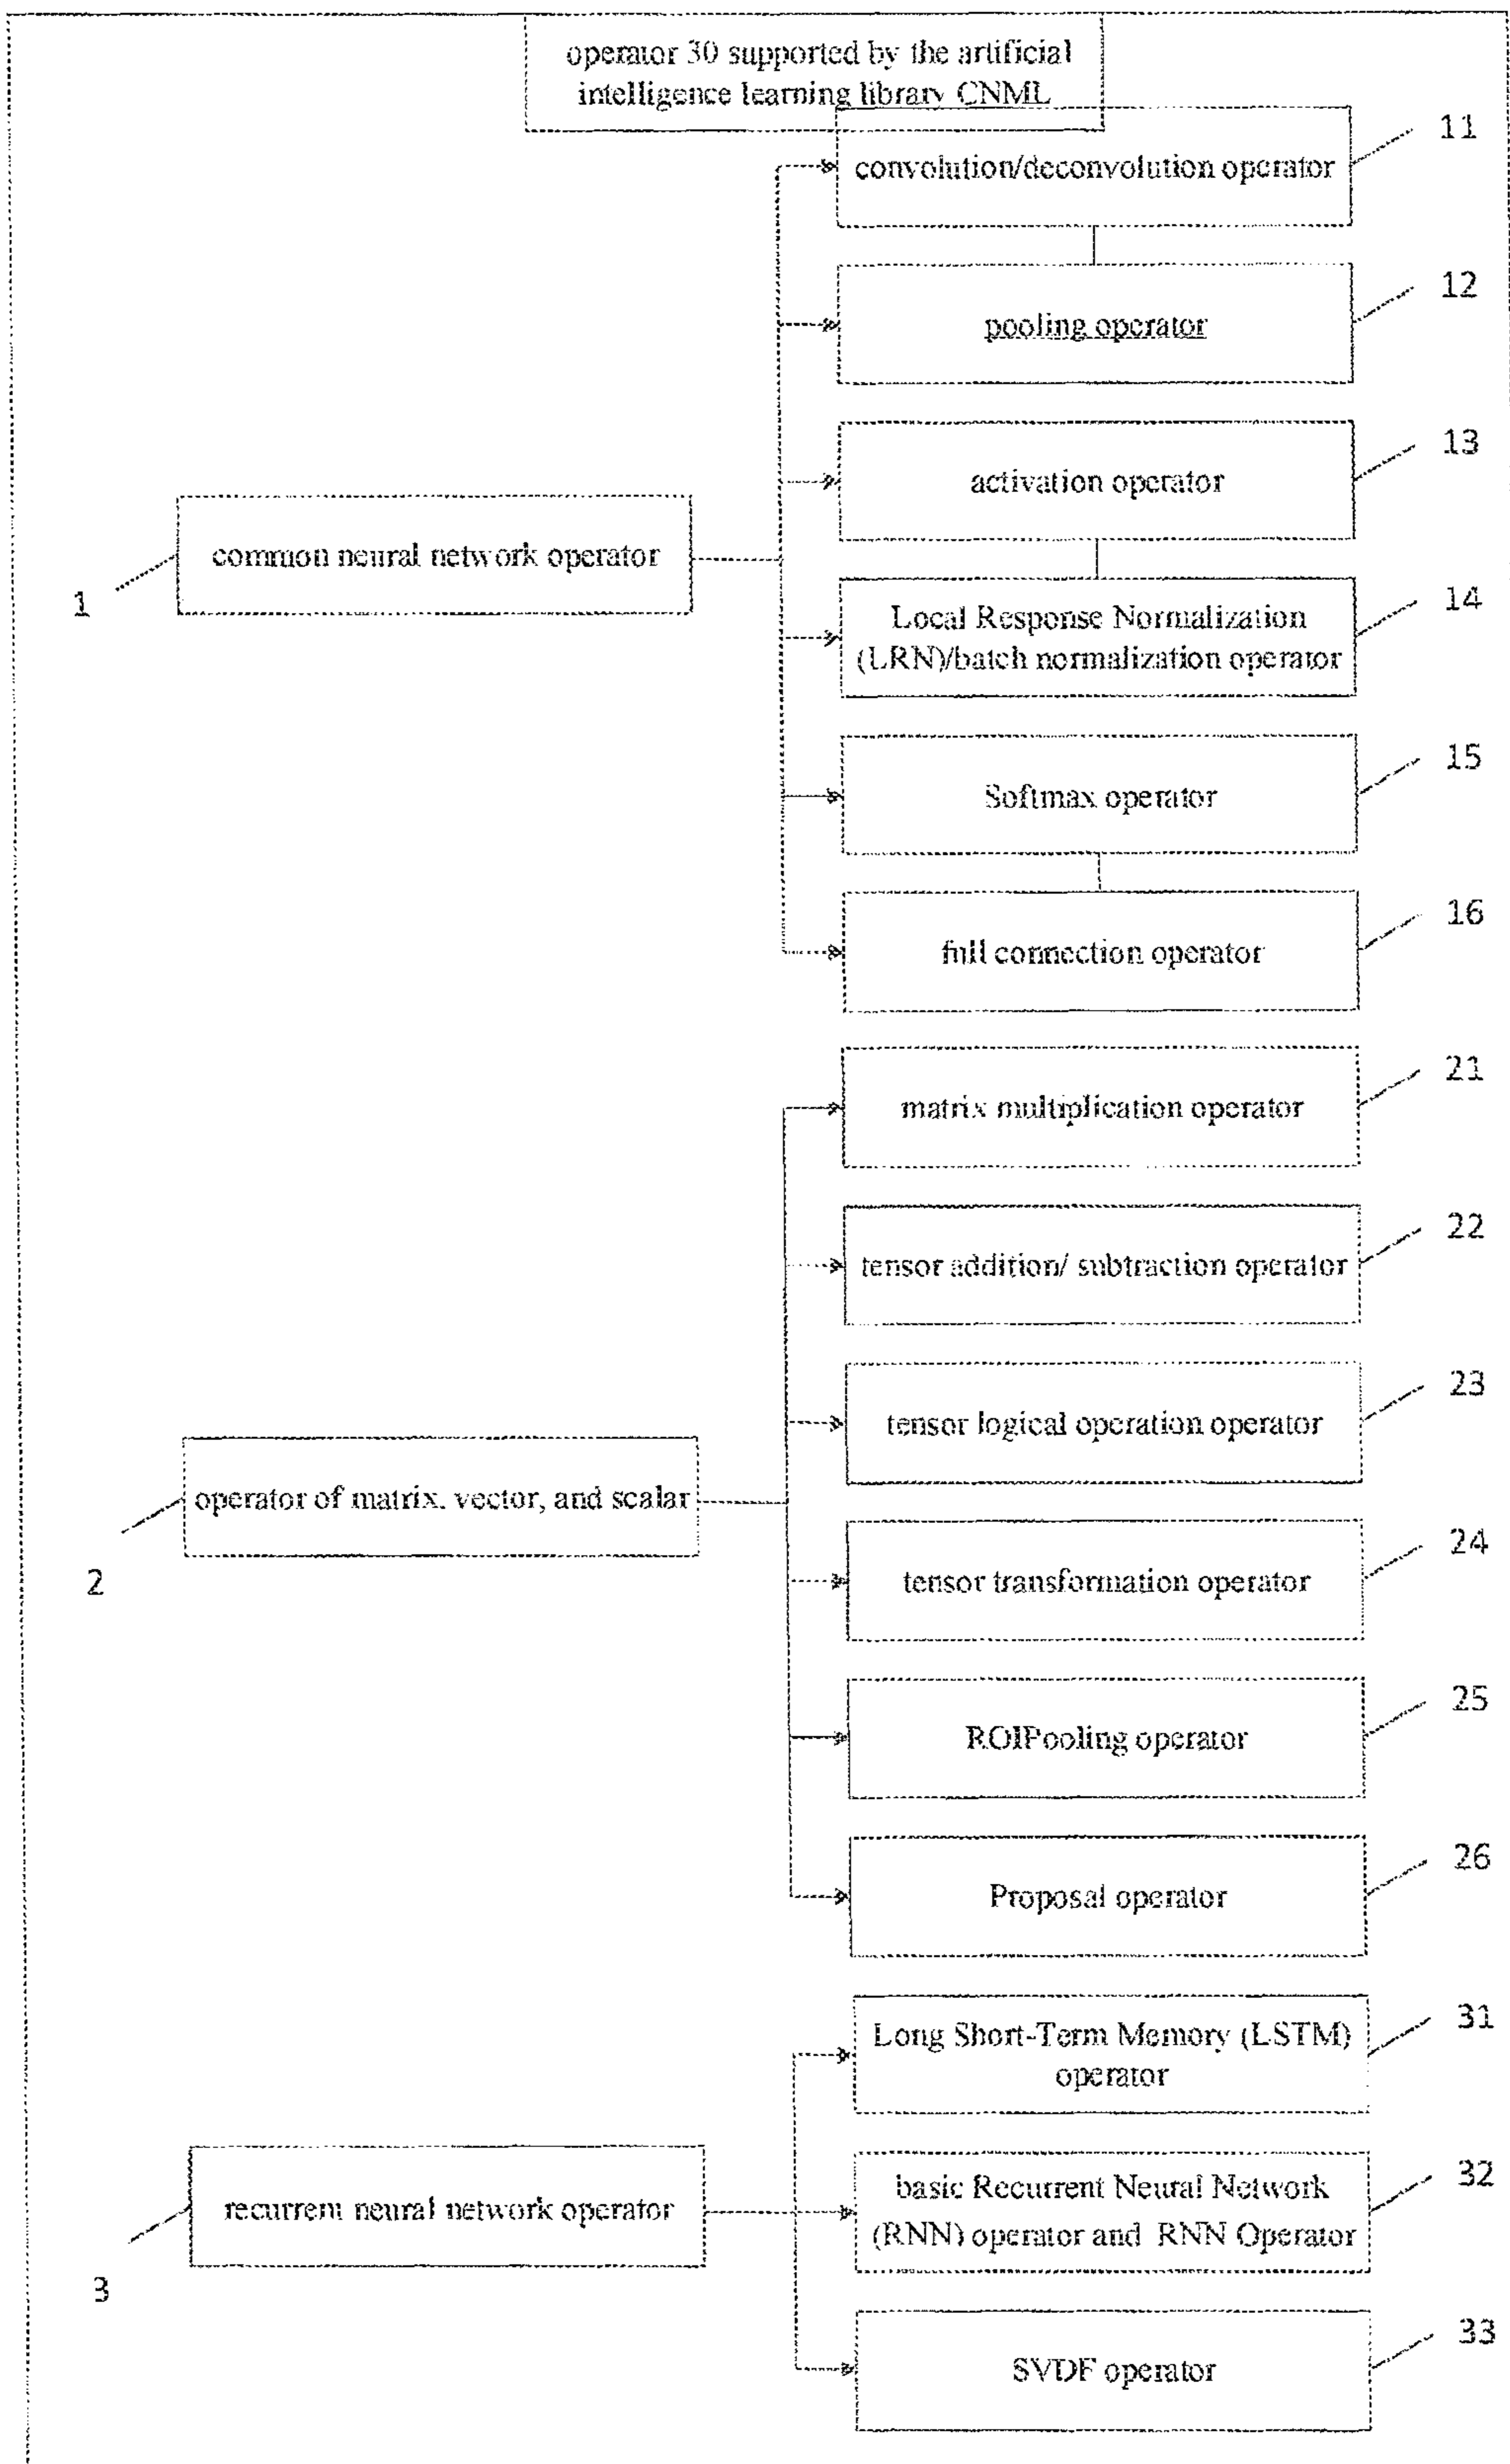 operator 30 supported by the artificial
intelligence learning library CNML
11
convolution/deconvolution operator
12
pooling operator
13
activation operator
common neural network operator
1
14
Local Response Normalization
(LRN)/batch normalization operator
15
Softmax operator
16
full connection operator
21
matrix multiplication operator
22
tensor addition/ subtraction operator
23
tensor logical operation operator
operator of matrix, vector, and scalar
2
24
tensor transformation operator
25
ROIPooling operator
26
Proposal operator
31
Long Short-Term Memory (LSTM)
operator
32
basic Recurrent Neural Network
(RNN) operator and RNN Operator
recurrent neural network operator
3
33
SVDF operator